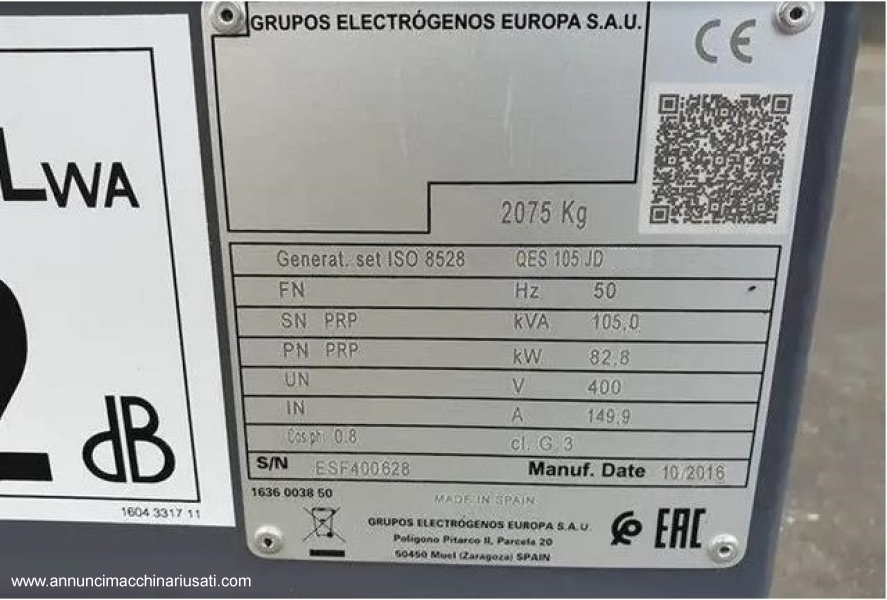 LWA
2
dB
1604 3317 11
GRUPOS ELECTRÓGENOS EUROPA S.A.U.
CE
2075 Kg
Generat. set ISO 8528 QES 105 JD
FN Hz 50
SN PRP kVA 105,0
PN PRP kW 82,8
UN V 400
IN A 149,9
Cos phi 0.8 cl. G 3
S/N ESF400628 Manuf. Date 10/2016
1636 0038 50
MADE IN SPAIN
GRUPOS ELECTRÓGENOS EUROPA S.A.U
Polígono Pitarco II, Parcela 20
50450 Muel (Zaragoza) SPAIN
EAC
www.annuncimacchinariusati.com